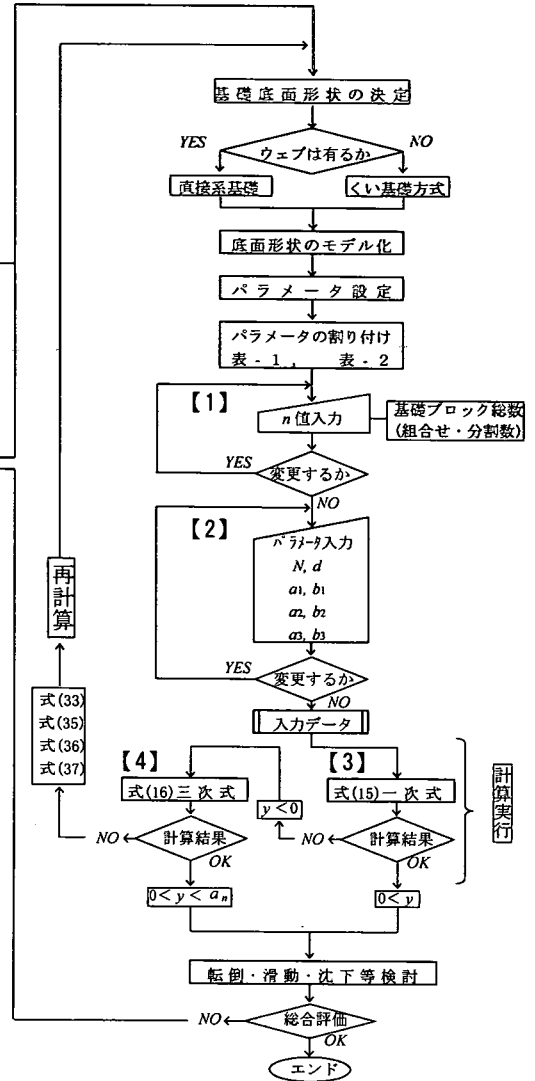 基礎底面形状の決定
YES
NO
ウェブは有るか
直接系基礎
くい基礎方式
底面形状のモデル化
パラメータ設定
パラメータの割り付け
表-1, 表-2
【1】
n値入力
基礎ブロック総数
(組合せ・分割数)
YES
変更するか
NO
【2】
パラメータ入力
N, d
a1, b1
a2, b2
a3, b3
再計算
YES
変更するか
NO
入力データ
式(33)
式(35)
式(36)
式(37)
【4】
【3】
式(16)三次式
y<0
式(15)一次式
計算実行
NO
計算結果
OK
NO
計算結果
OK
0<y<an
0<y
転倒・滑動・沈下等検討
NO
総合評価
OK
エンド